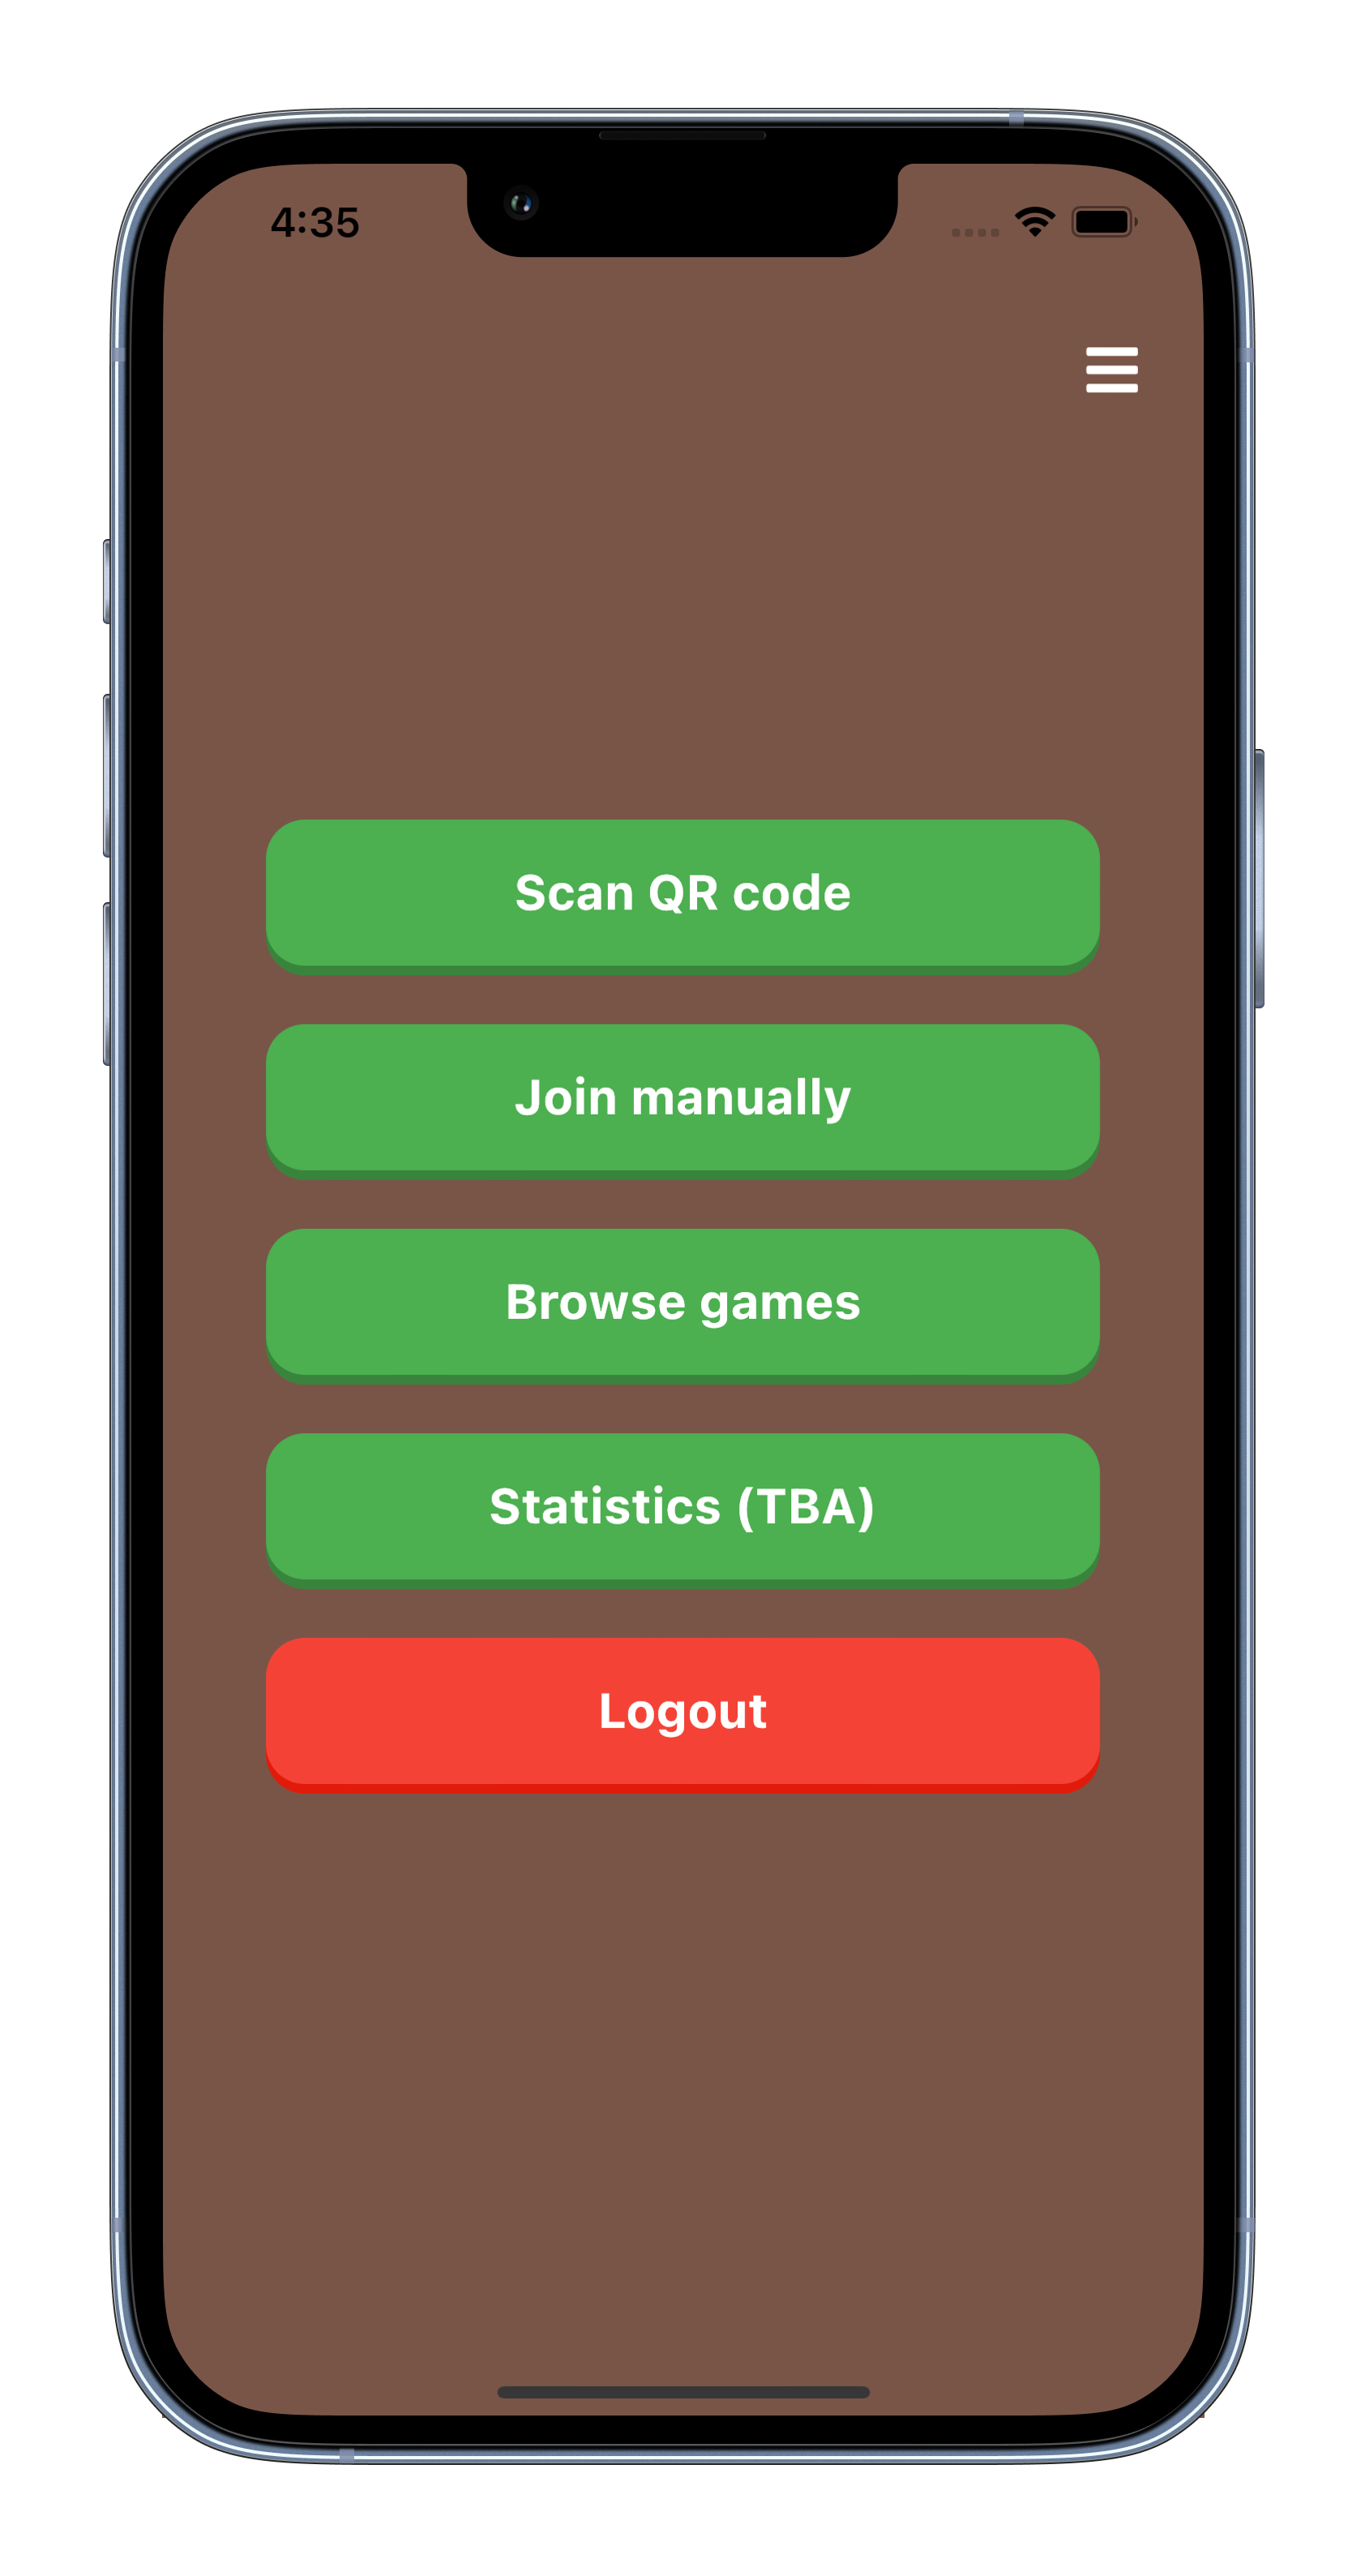 4:35
Scan QR code
Join manually
Browse games
Statistics (TBA)
Logout